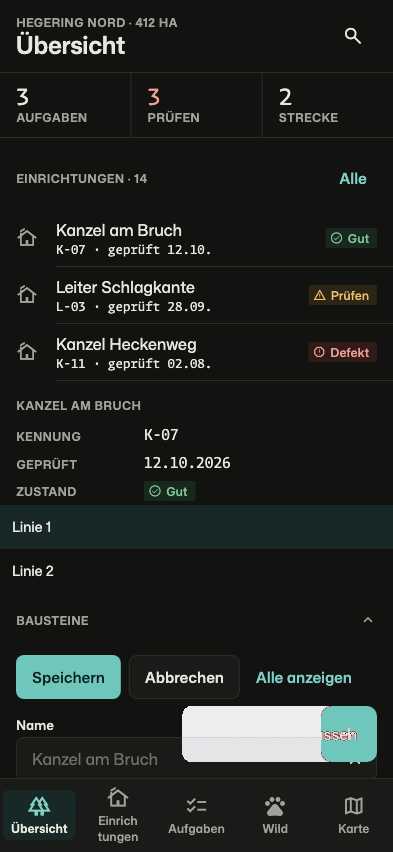 HEGERING NORD · 412 HA
Übersicht
3
AUFGABEN
3
PRÜFEN
2
STRECKE
EINRICHTUNGEN · 14
Alle
Kanzel am Bruch
K-07 · geprüft 12.10.
Gut
Leiter Schlagkante
L-03 · geprüft 28.09.
Prüfen
Kanzel Heckenweg
K-11 · geprüft 02.08.
Defekt
KANZEL AM BRUCH
KENNUNG
K-07
GEPRÜFT
12.10.2026
ZUSTAND
Gut
Linie 1
Linie 2
BAUSTEINE
Speichern
Abbrechen
Alle anzeigen
Name
Kanzel am Bruch
Übersicht
Einrich
tungen
Aufgaben
Wild
Karte